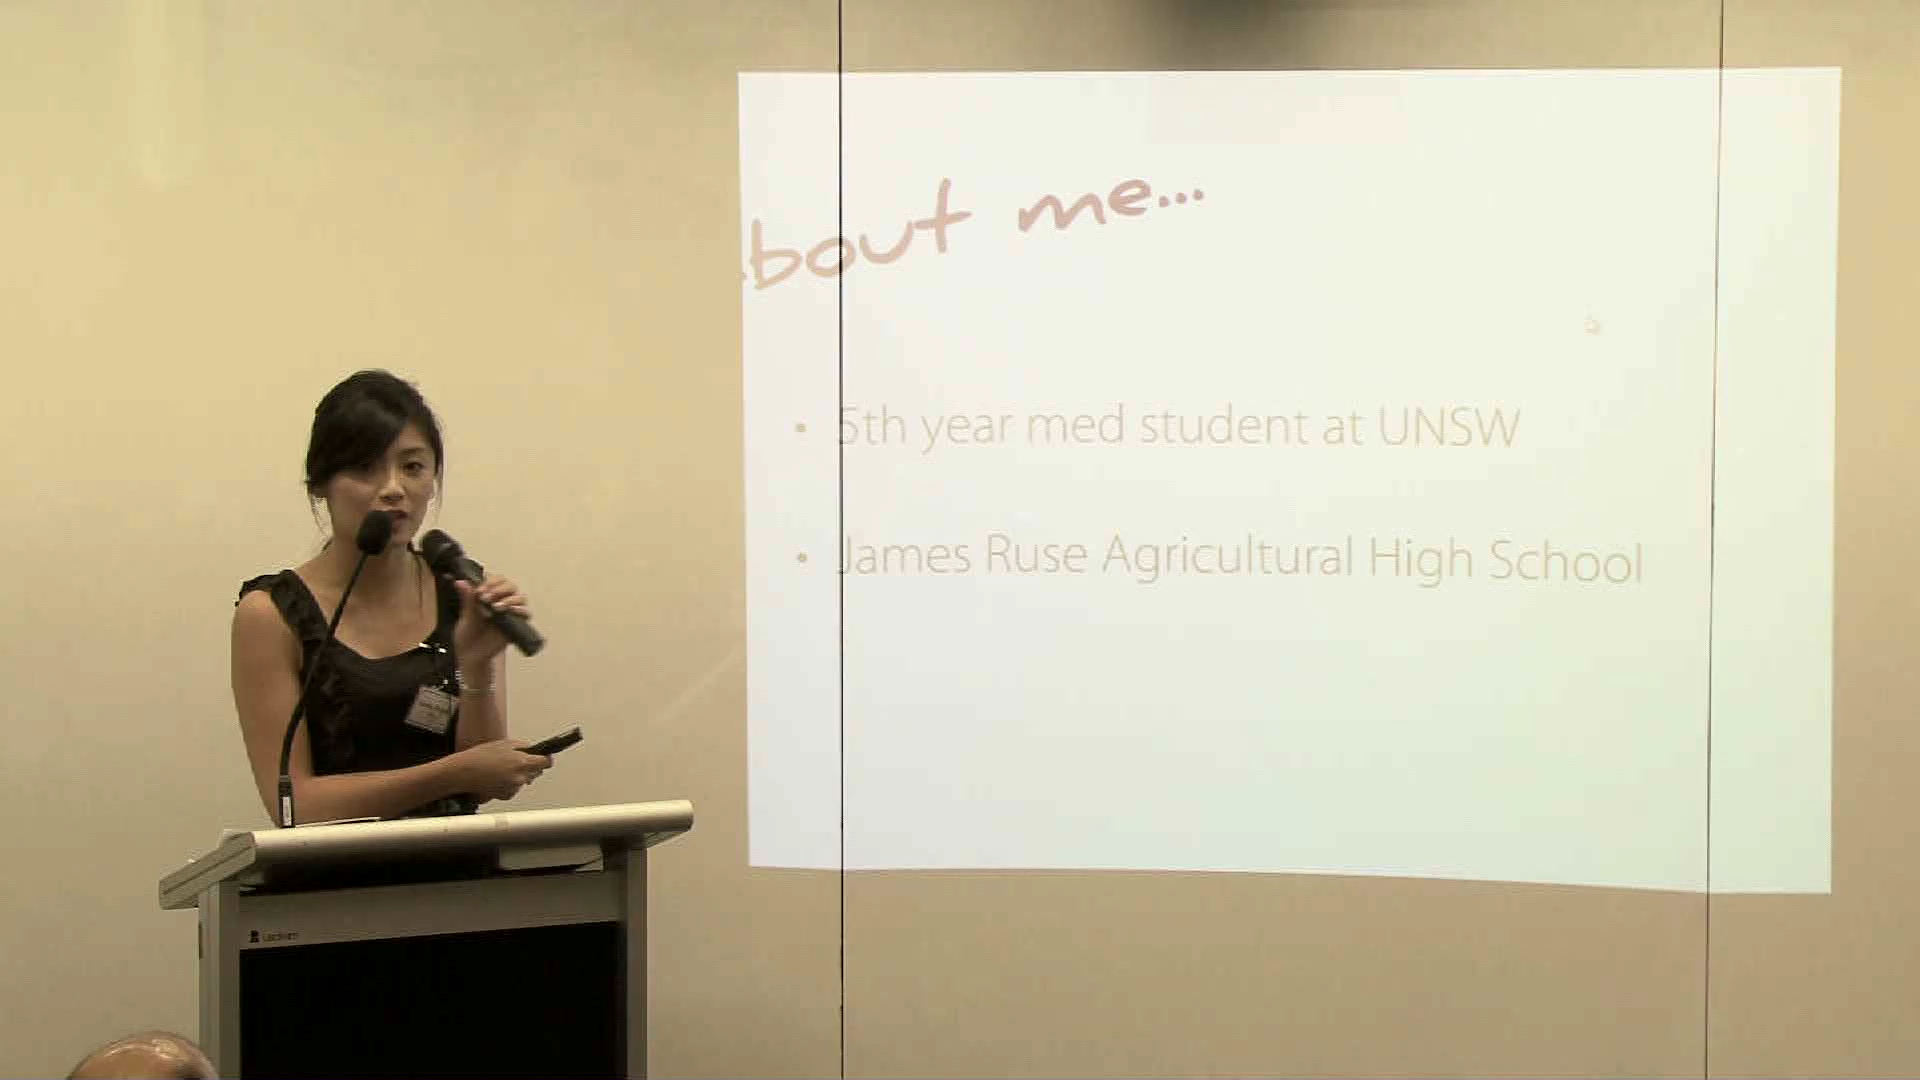 bout me...
• 5th year med student at UNSW
• James Ruse Agricultural High School